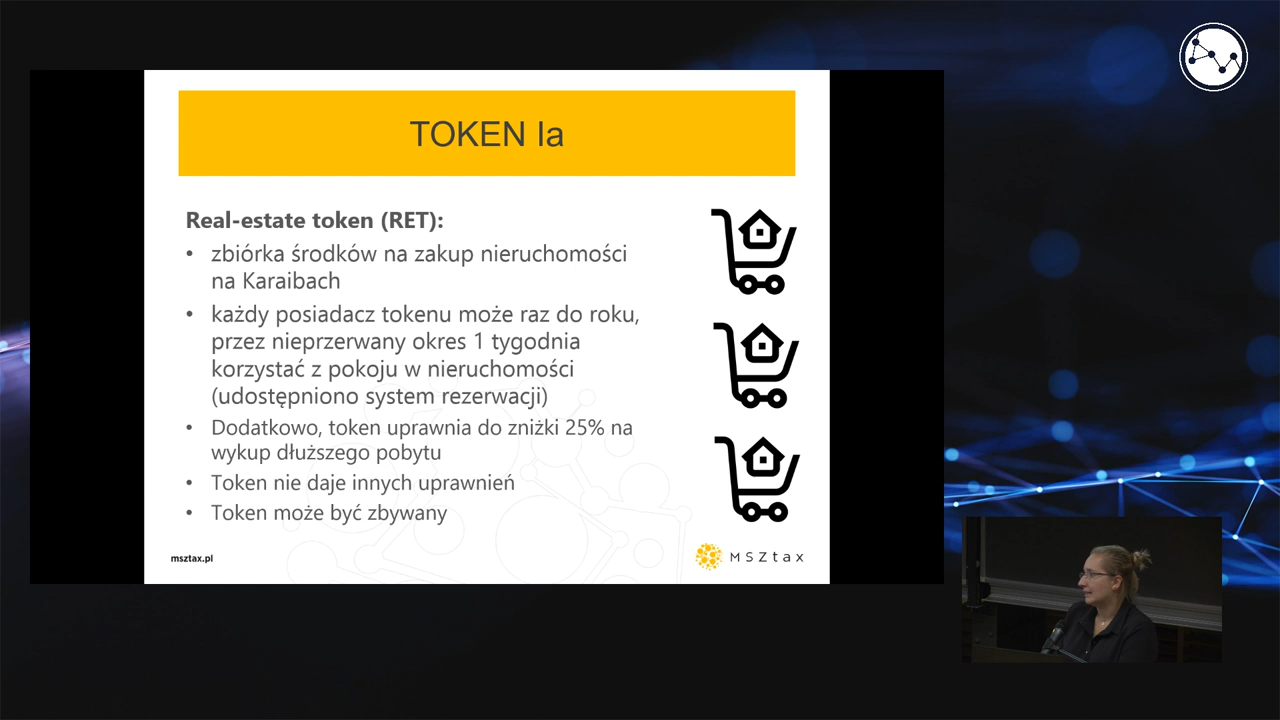 TOKEN Ia
Real-estate token (RET):
• zbiórka środków na zakup nieruchomości
na Karaibach
• każdy posiadacz tokenu może raz do roku,
przez nieprzerwany okres 1 tygodnia
korzystać z pokoju w nieruchomości
(udostępniono system rezerwacji)
• Dodatkowo, token uprawnia do zniżki 25% na
wykup dłuższego pobytu
• Token nie daje innych uprawnień
• Token może być zbywany
msztax.pl
MSZtax